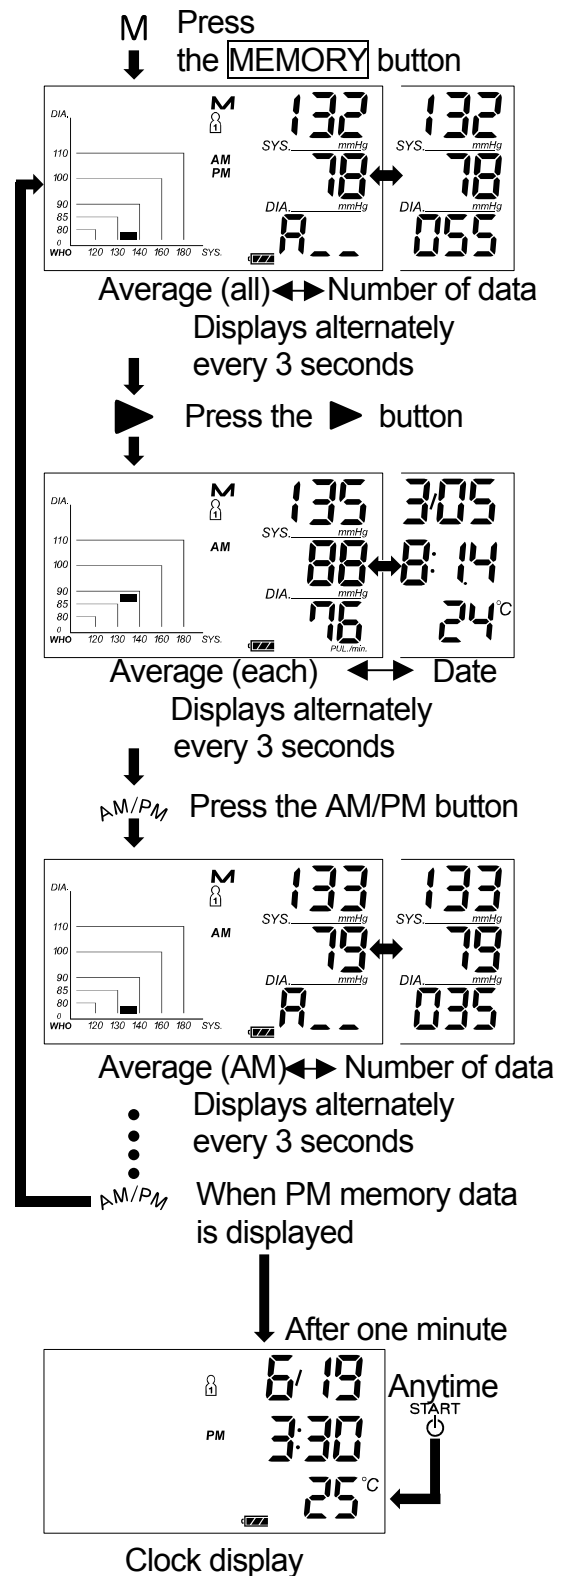 M Press
the MEMORY button
DIA.
110
100
90
85
80
0
WHO 120 130 140 160 180 SYS.
M
1
AM
PM
132
SYS. mmHg
78
DIA. mmHg
A__
132
SYS. mmHg
78
DIA. mmHg
055
Average (all) ↔ Number of data
Displays alternately
every 3 seconds
▶ Press the ▶ button
DIA.
110
100
90
85
80
0
WHO 120 130 140 160 180 SYS.
M
1
AM
135
SYS. mmHg
88
DIA. mmHg
76
PUL./min.
3/05
8:14
24°C
Average (each) ↔ Date
Displays alternately
every 3 seconds
AM/PM Press the AM/PM button
DIA.
110
100
90
85
80
0
WHO 120 130 140 160 180 SYS.
M
1
AM
133
SYS. mmHg
79
DIA. mmHg
A__
133
SYS. mmHg
79
DIA. mmHg
035
Average (AM) ↔ Number of data
Displays alternately
every 3 seconds
AM/PM When PM memory data
is displayed
After one minute
1
6/19
PM
3:30
25°C
Anytime
START
Clock display